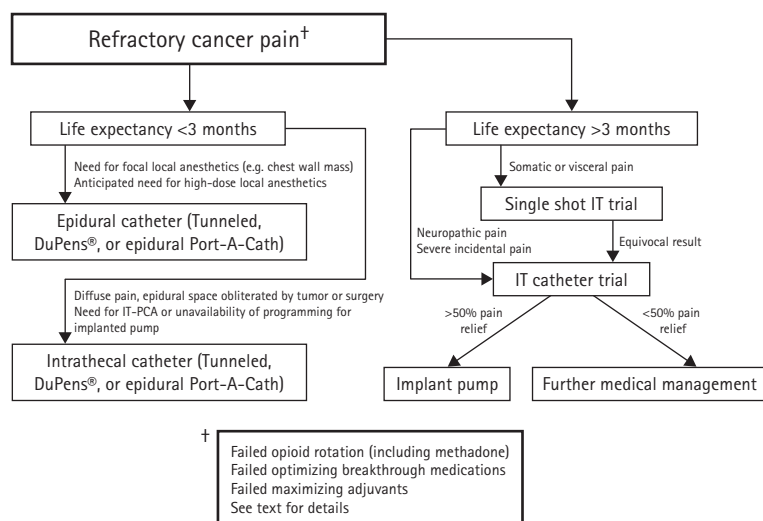 Refractory cancer pain†
Life expectancy <3 months
Need for focal local anesthetics (e.g. chest wall mass)
Anticipated need for high-dose local anesthetics
Epidural catheter (Tunneled,
DuPens®, or epidural Port-A-Cath)
Diffuse pain, epidural space obliterated by tumor or surgery
Need for IT-PCA or unavailability of programming for
implanted pump
Intrathecal catheter (Tunneled,
DuPens®, or epidural Port-A-Cath)
Life expectancy >3 months
Somatic or visceral pain
Single shot IT trial
Neuropathic pain
Severe incidental pain
Equivocal result
IT catheter trial
>50% pain
relief
<50% pain
relief
Implant pump
Further medical management
†
Failed opioid rotation (including methadone)
Failed optimizing breakthrough medications
Failed maximizing adjuvants
See text for details